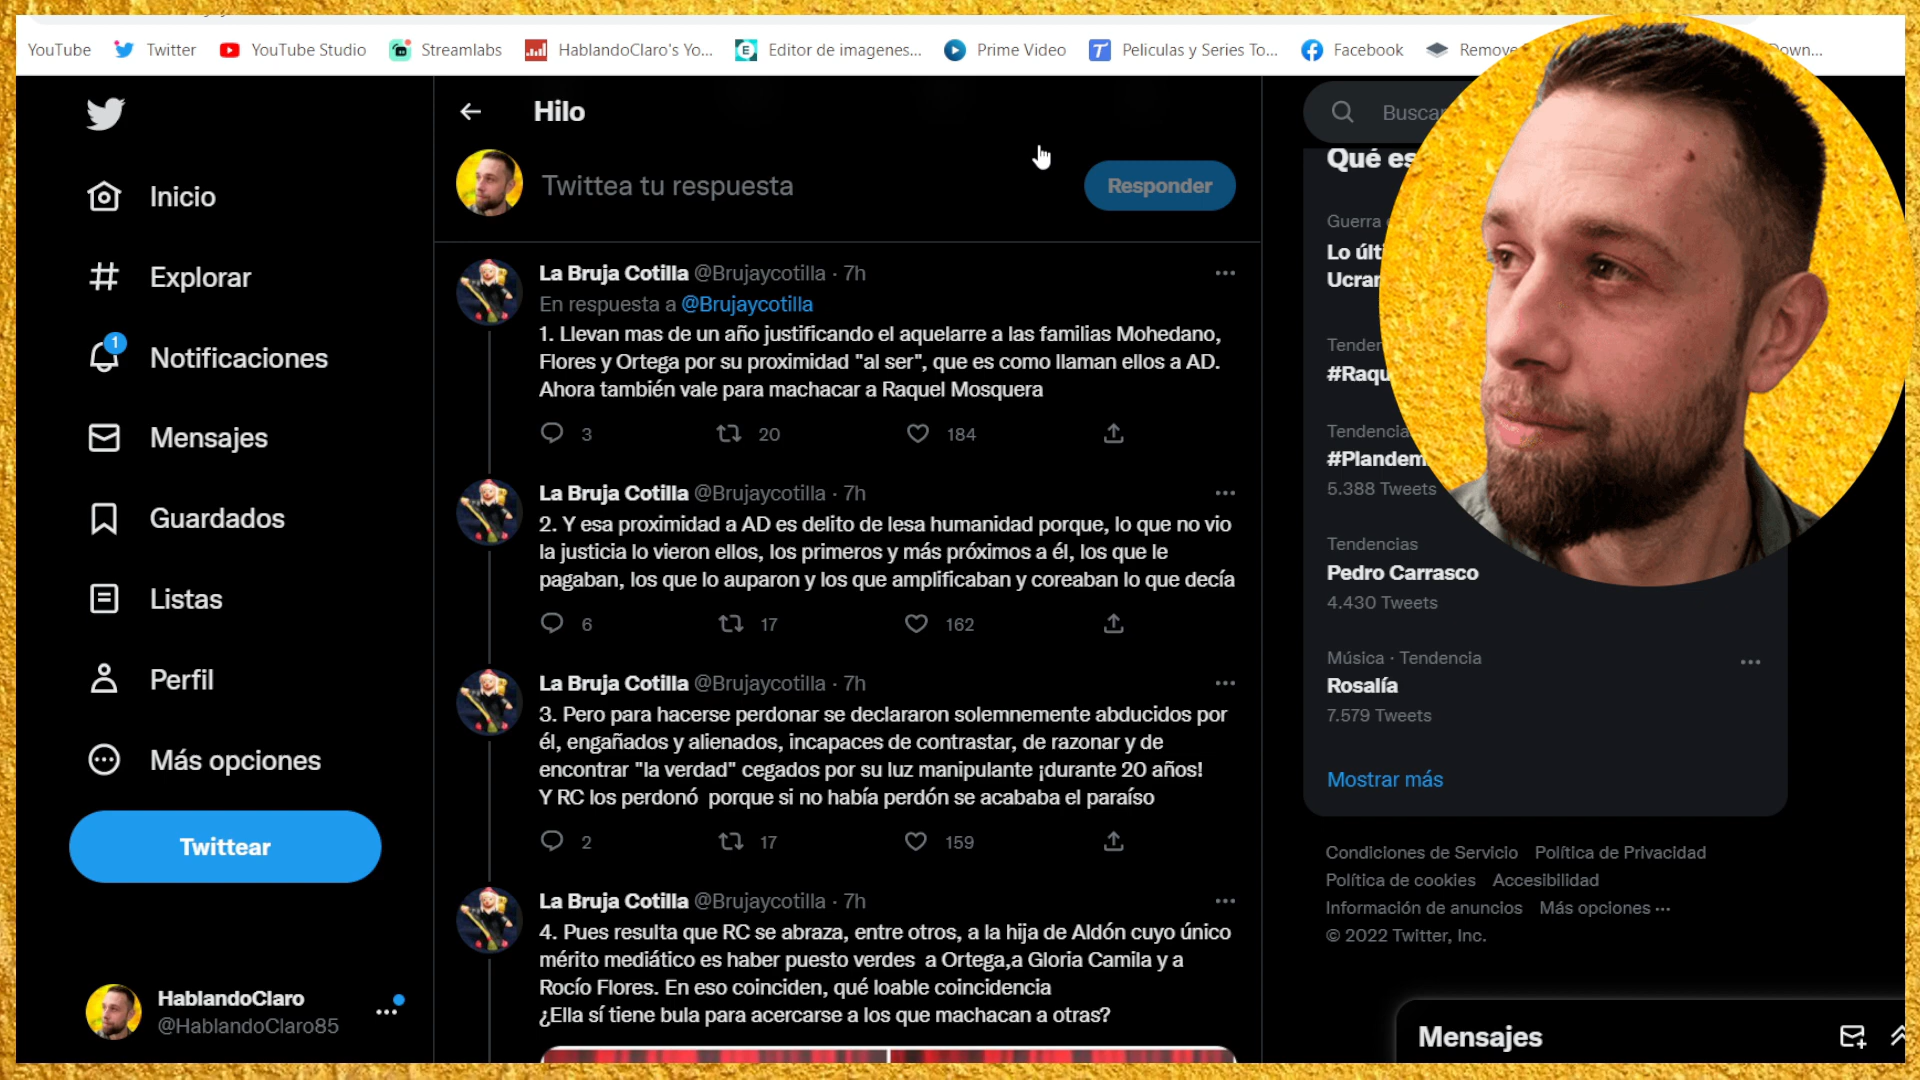 YouTube Twitter YouTube Studio Streamlabs HablandoClaro's Yo... Editor de imagenes... Prime Video Peliculas y Series To... Facebook Remove Down...
Hilo
Buscar
Twittea tu respuesta
Responder
Inicio
Explorar
1
Notificaciones
Mensajes
Guardados
Listas
Perfil
Más opciones
Twittear
HablandoClaro
@HablandoClaro85
La Bruja Cotilla @Brujaycotilla · 7h
En respuesta a @Brujaycotilla
1. Llevan mas de un año justificando el aquelarre a las familias Mohedano,
Flores y Ortega por su proximidad "al ser", que es como llaman ellos a AD.
Ahora también vale para machacar a Raquel Mosquera
3 20 184
La Bruja Cotilla @Brujaycotilla · 7h
2. Y esa proximidad a AD es delito de lesa humanidad porque, lo que no vio
la justicia lo vieron ellos, los primeros y más próximos a él, los que le
pagaban, los que lo auparon y los que amplificaban y coreaban lo que decía
6 17 162
La Bruja Cotilla @Brujaycotilla · 7h
3. Pero para hacerse perdonar se declararon solemnemente abducidos por
él, engañados y alienados, incapaces de contrastar, de razonar y de
encontrar "la verdad" cegados por su luz manipulante ¡durante 20 años!
Y RC los perdonó porque si no había perdón se acababa el paraíso
2 17 159
La Bruja Cotilla @Brujaycotilla · 7h
4. Pues resulta que RC se abraza, entre otros, a la hija de Aldón cuyo único
mérito mediático es haber puesto verdes a Ortega,a Gloria Camila y a
Rocío Flores. En eso coinciden, qué loable coincidencia
¿Ella sí tiene bula para acercarse a los que machacan a otras?
Qué es
Guerra
Lo últi
Ucran
Tenden
#Raqu
Tendencia
#Plandem
5.388 Tweets
Tendencias
Pedro Carrasco
4.430 Tweets
Música · Tendencia
Rosalía
7.579 Tweets
Mostrar más
Condiciones de Servicio Política de Privacidad
Política de cookies Accesibilidad
Información de anuncios Más opciones ···
© 2022 Twitter, Inc.
Mensajes